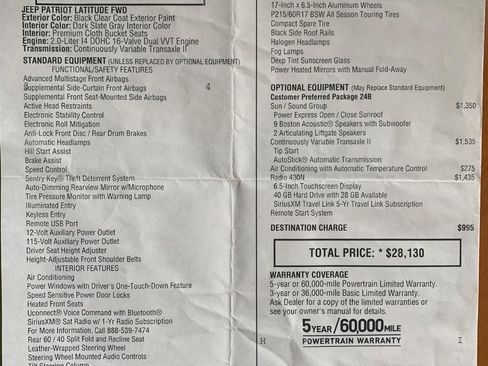 JEEP PATRIOT LATITUDE FWD
Exterior Color: Black Clear Coat Exterior Paint
Interior Color: Dark Slate Gray Interior Color
Interior: Premium Cloth Bucket Seats
Engine: 2.0-Liter I4 DOHC 16-Valve Dual VVT Engine
Transmission: Continuously Variable Transaxle II
STANDARD EQUIPMENT (UNLESS REPLACED BY OPTIONAL EQUIPMENT)
FUNCTIONAL/SAFETY FEATURES
Advanced Multistage Front Airbags
Supplemental Side-Curtain Front Airbags 4
Supplemental Front Seat-Mounted Side Airbags
Active Head Restraints
Electronic Stability Control
Electronic Roll Mitigation
Anti-Lock Front Disc / Rear Drum Brakes
Automatic Headlamps
Hill Start Assist
Brake Assist
Speed Control
Sentry Key® Theft Deterrent System
Auto-Dimming Rearview Mirror w/Microphone
Tire Pressure Monitor with Warning Lamp
Illuminated Entry
Keyless Entry
Remote USB Port
12-Volt Auxiliary Power Outlet
115-Volt Auxiliary Power Outlet
Driver Seat Height Adjuster
Height-Adjustable Front Shoulder Belts
INTERIOR FEATURES
Air Conditioning
Power Windows with Driver's One-Touch-Down Feature
Speed Sensitive Power Door Locks
Heated Front Seats
Uconnect® Voice Command with Bluetooth®
SiriusXM® Sat Radio w/ 1-Yr Radio Subscription
For More Information, Call 888-539-7474
Rear 60 / 40 Split Fold and Recline Seat
Leather-Wrapped Steering Wheel
Steering Wheel Mounted Audio Controls
Tilt Steering Column
17-Inch x 6.5-Inch Aluminum Wheels
P215/60R17 BSW All Season Touring Tires
Compact Spare Tire
Black Side Roof Rails
Halogen Headlamps
Fog Lamps
Deep Tint Sunscreen Glass
Power Heated Mirrors with Manual Fold-Away
OPTIONAL EQUIPMENT (May Replace Standard Equipment)
Customer Preferred Package 24B
Sun / Sound Group $1,350
Power Express Open / Close Sunroof
9 Boston Acoustic® Speakers with Subwoofer
2 Articulating Liftgate Speakers
Continuously Variable Transaxle II $1,535
Tip Start
AutoStick® Automatic Transmission
Air Conditioning with Automatic Temperature Control $275
Radio 430N $1,435
6.5-Inch Touchscreen Display
40 GB Hard Drive with 28 GB Available
SiriusXM Travel Link 5-Yr Travel Link Subscription
Remote Start System
DESTINATION CHARGE $995
TOTAL PRICE: * $28,130
WARRANTY COVERAGE
5-year or 60,000-mile Powertrain Limited Warranty.
3-year or 36,000-mile Basic Limited Warranty.
Ask Dealer for a copy of the limited warranties or
see your owner's manual for details.
5 YEAR/60,000 MILE
POWERTRAIN WARRANTY
H I